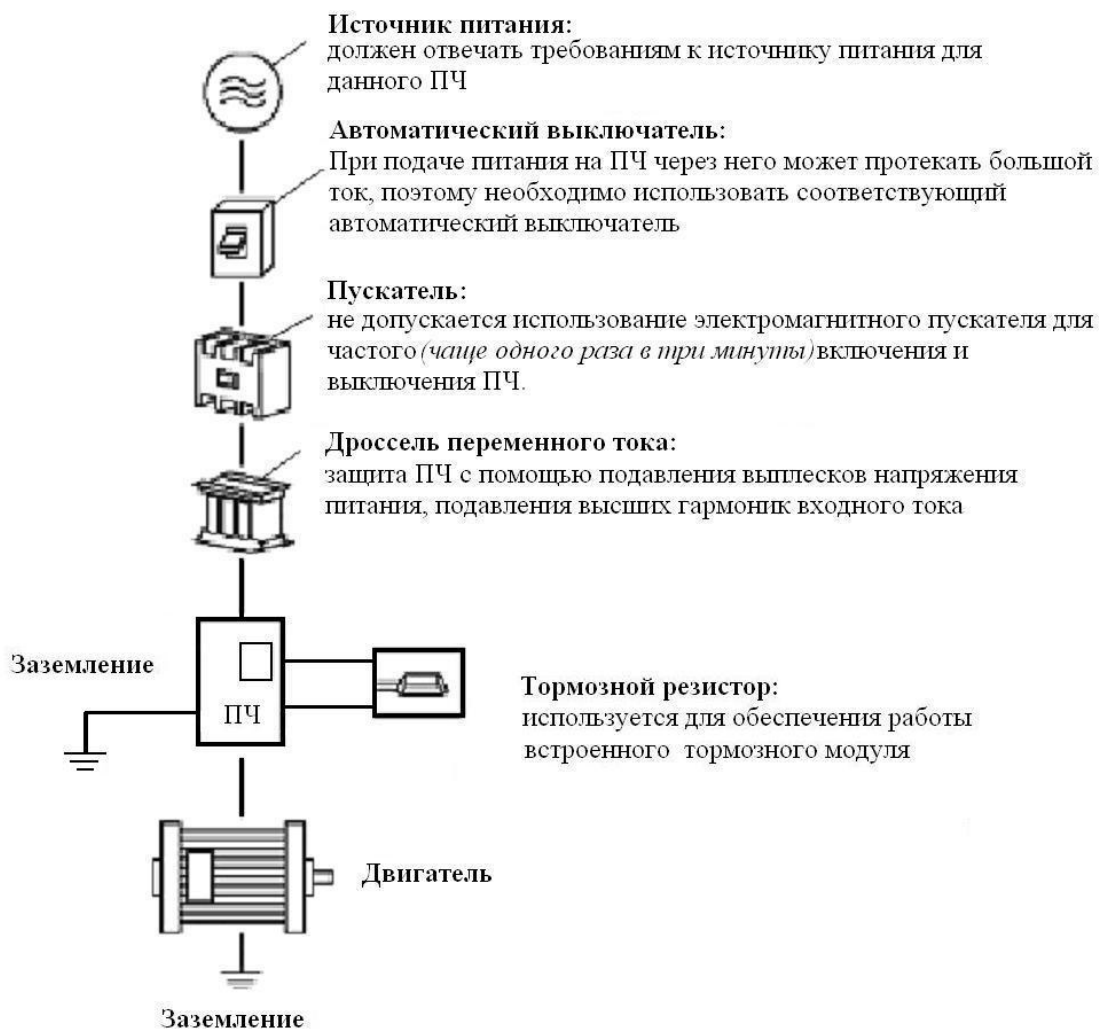 Источник питания:
должен отвечать требованиям к источнику питания для
данного ПЧ
Автоматический выключатель:
При подаче питания на ПЧ через него может протекать большой
ток, поэтому необходимо использовать соответствующий
автоматический выключатель
Пускатель:
не допускается использование электромагнитного пускателя для
частого (чаще одного раза в три минуты) включения и
выключения ПЧ.
Дроссель переменного тока:
защита ПЧ с помощью подавления выплесков напряжения
питания, подавления высших гармоник входного тока
Заземление
ПЧ
Тормозной резистор:
используется для обеспечения работы
встроенного тормозного модуля
Двигатель
Заземление